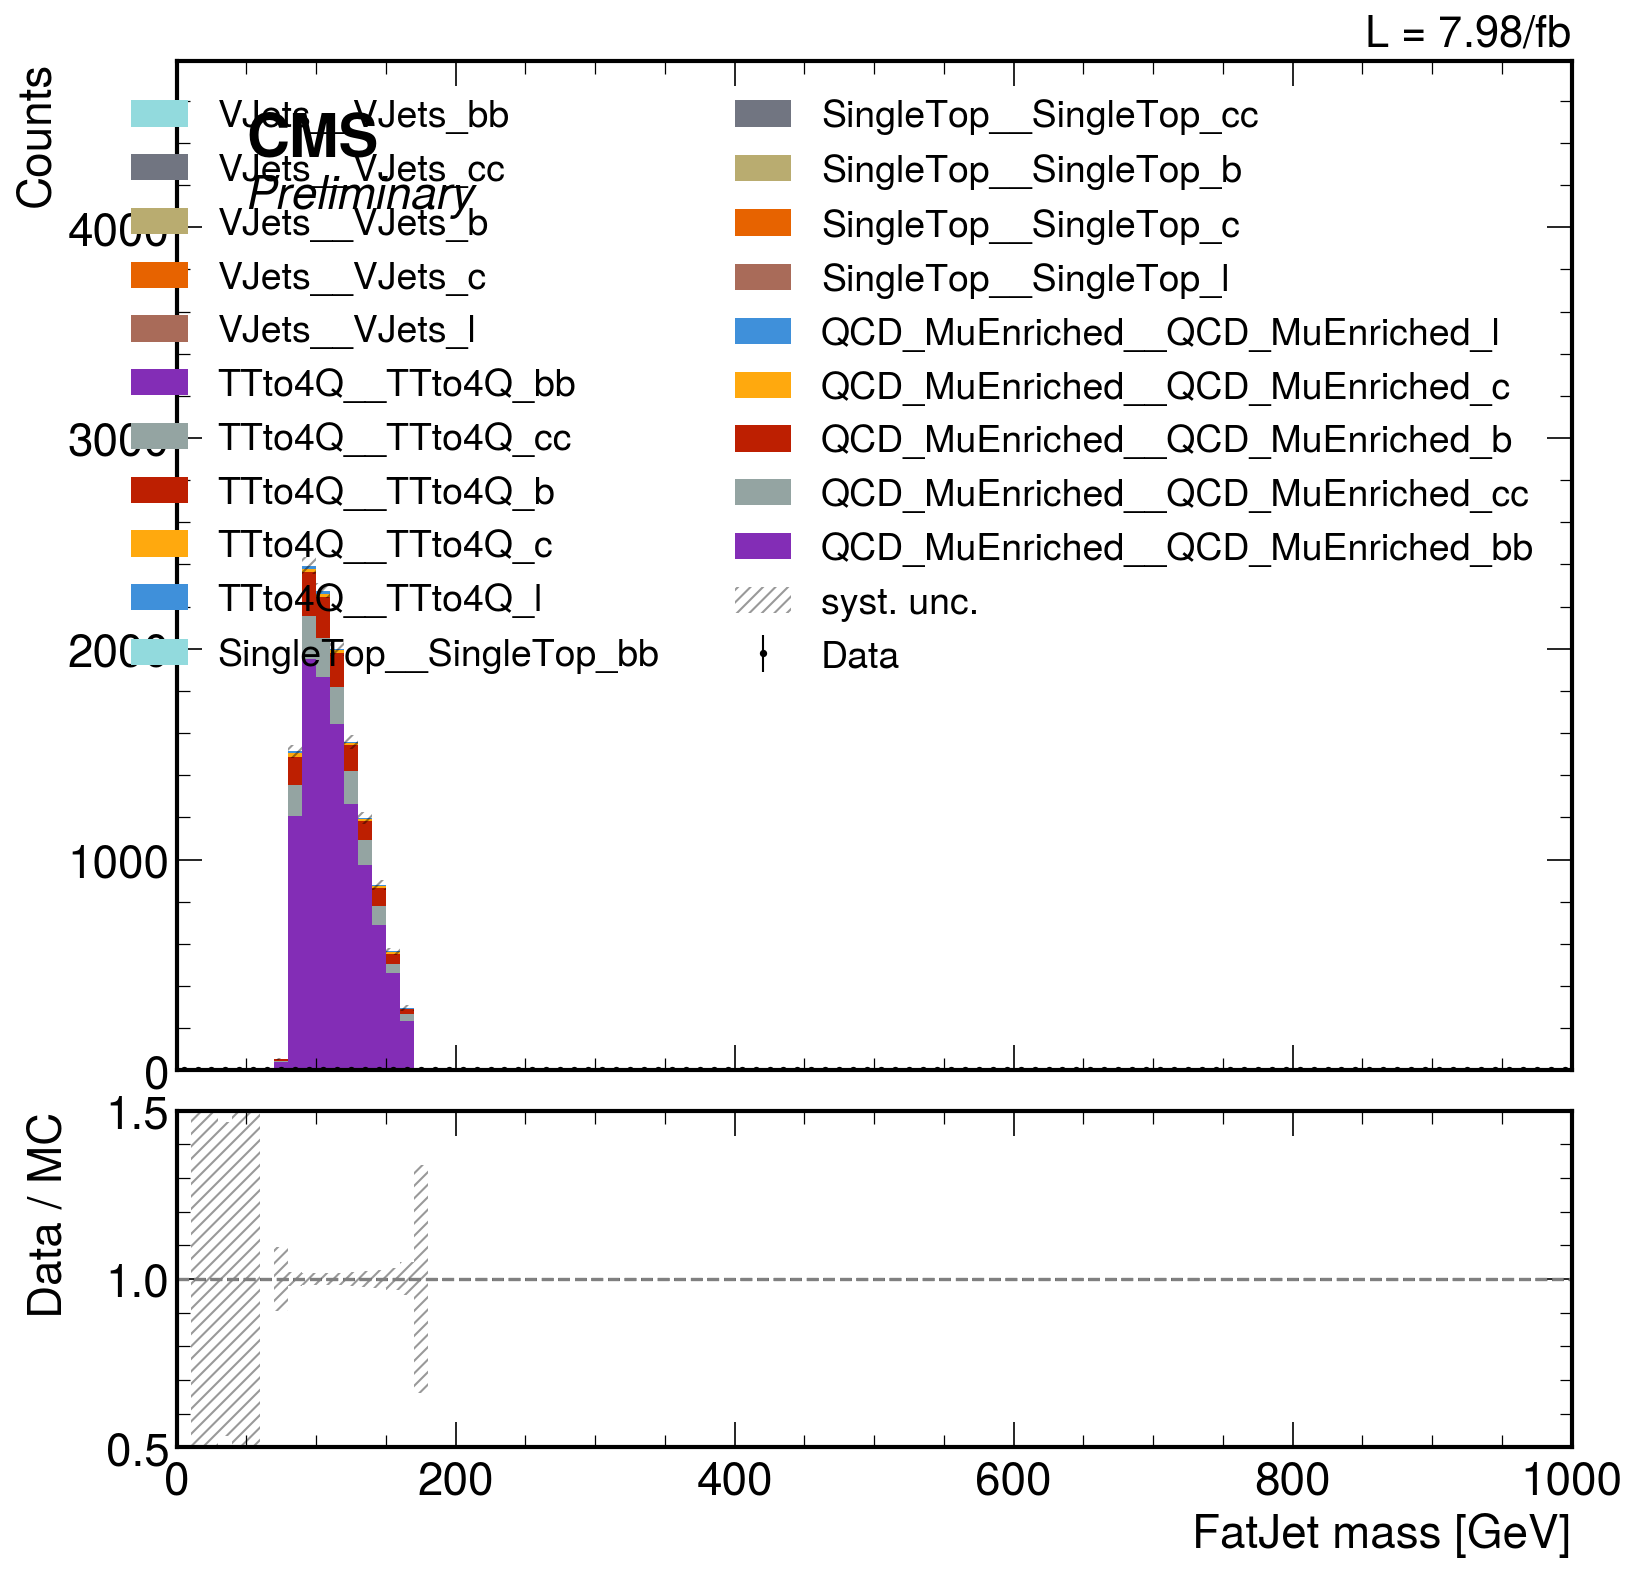 L = 7.98/fb
Counts
CMS
Preliminary
VJets__VJets_bb
VJets__VJets_cc
VJets__VJets_b
VJets__VJets_c
VJets__VJets_l
TTto4Q__TTto4Q_bb
TTto4Q__TTto4Q_cc
TTto4Q__TTto4Q_b
TTto4Q__TTto4Q_c
TTto4Q__TTto4Q_l
SingleTop__SingleTop_bb
SingleTop__SingleTop_cc
SingleTop__SingleTop_b
SingleTop__SingleTop_c
SingleTop__SingleTop_l
QCD_MuEnriched__QCD_MuEnriched_l
QCD_MuEnriched__QCD_MuEnriched_c
QCD_MuEnriched__QCD_MuEnriched_b
QCD_MuEnriched__QCD_MuEnriched_cc
QCD_MuEnriched__QCD_MuEnriched_bb
syst. unc.
Data
4000
3000
2000
1000
0
Data / MC
1.5
1.0
0.5
0 200 400 600 800 1000
FatJet mass [GeV]